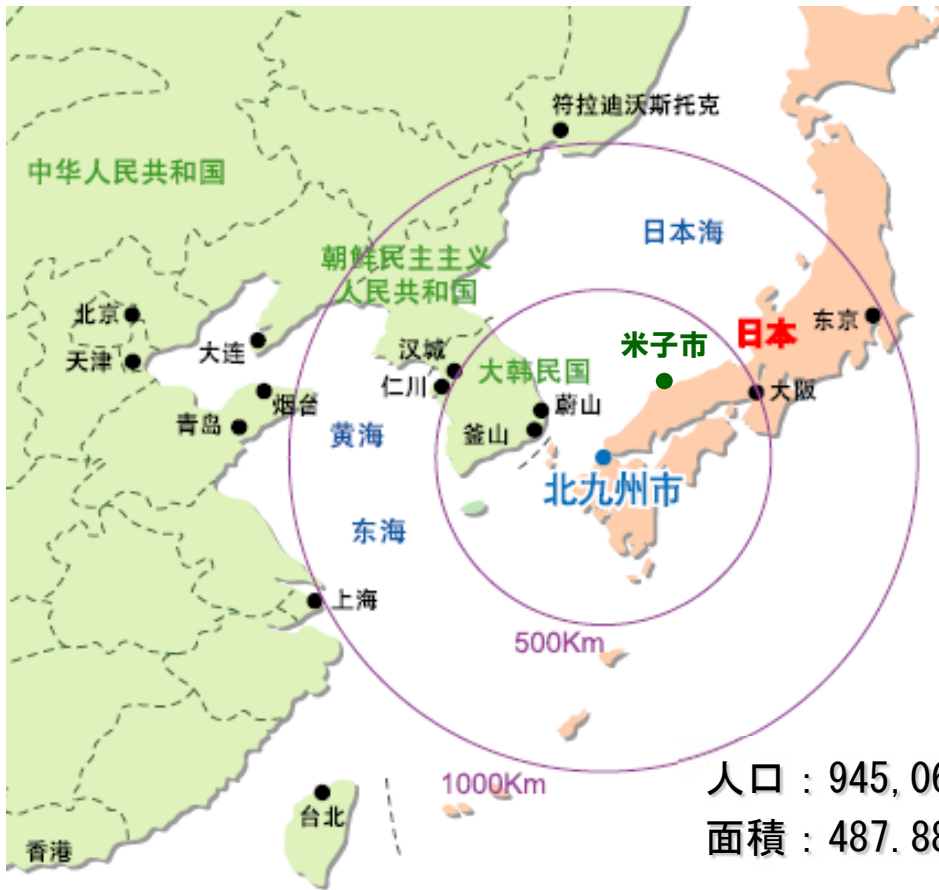 符拉迪沃斯托克
中华人民共和国
日本海
朝鲜民主主义
人民共和国
北京
大连
天津
汉城
仁川
大韩民国
米子市
日本
东京
大阪
烟台
青岛
蔚山
釜山
黄海
北九州市
东海
上海
500Km
1000Km
台北
香港
人口：945,06
面積：487.88